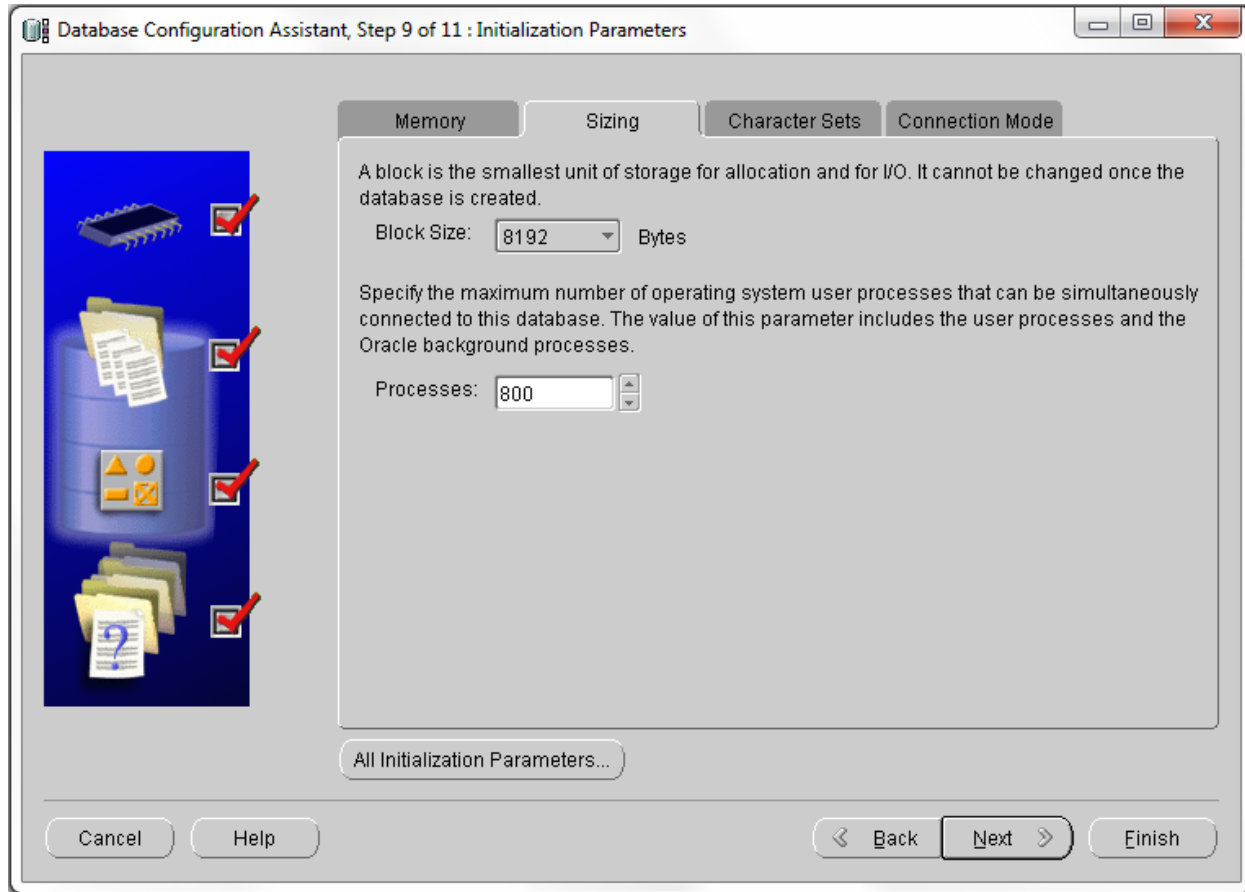 Database Configuration Assistant, Step 9 of 11 : Initialization Parameters
Memory
Sizing
Character Sets
Connection Mode
A block is the smallest unit of storage for allocation and for I/O. It cannot be changed once the
database is created.
Block Size: 8192 Bytes
Specify the maximum number of operating system user processes that can be simultaneously
connected to this database. The value of this parameter includes the user processes and the
Oracle background processes.
Processes: 800
?
All Initialization Parameters...
Cancel
Help
Back
Next
Finish